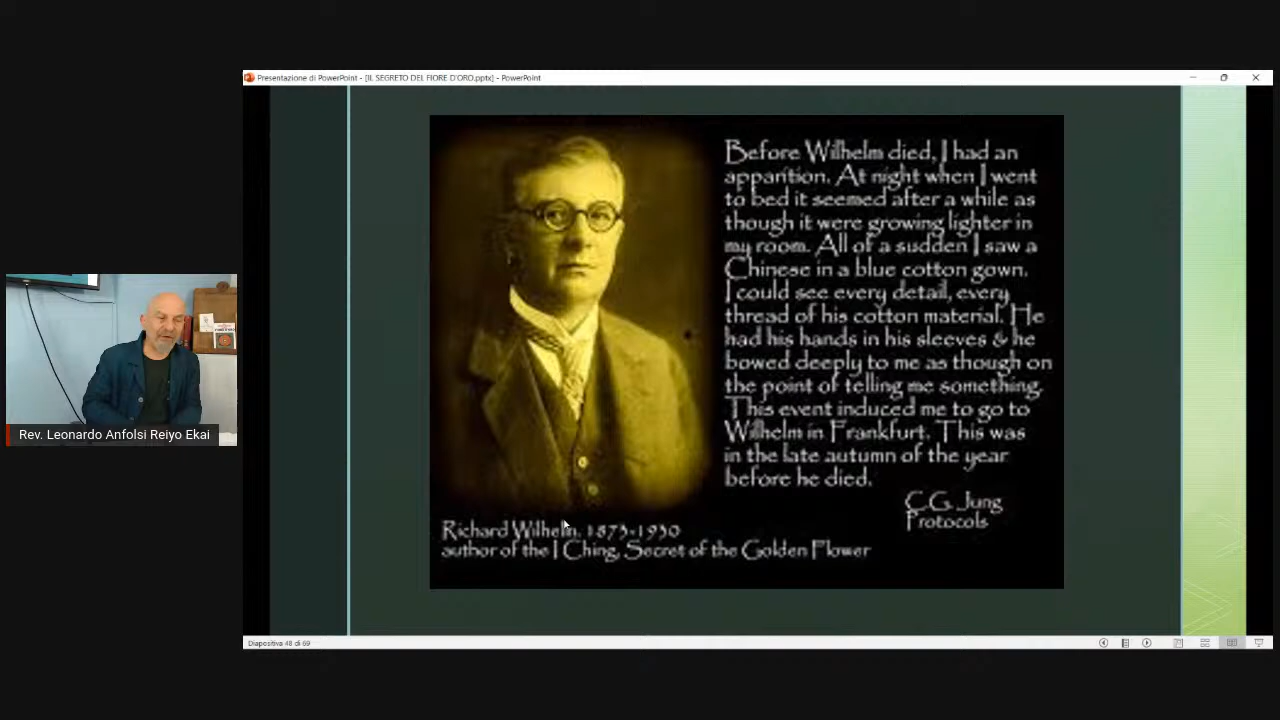 Presentazione di PowerPoint - [IL SEGRETO DEL FIORE D'ORO.pptx] - PowerPoint
Before Wilhelm died, I had an
apparition. At night when I went
to bed it seemed after a while as
though it were growing lighter in
my room. All of a sudden I saw a
Chinese in a blue cotton gown.
I could see every detail, every
thread of his cotton material. He
had his hands in his sleeves & he
bowed deeply to me as though on
the point of telling me something.
This event induced me to go to
Wilhelm in Frankfurt. This was
in the late autumn of the year
before he died.
C.G. Jung
Protocols
Richard Wilhelm, 1873-1930
author of the I Ching, Secret of the Golden Flower
Rev. Leonardo Anfolsi Reiyo Ekai
Diapositiva 48 di 69